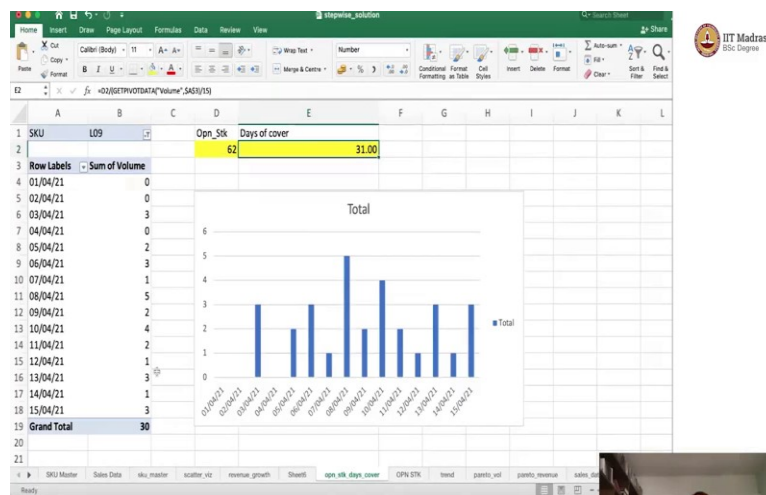 stepwise_solution
Search Sheet
Home Insert Draw Page Layout Formulas Data Review View
Share
IIT Madras
BSc Degree
Paste
Cut
Copy
Format
Calibri (Body) 11 A+ A-
B I U
Wrap Text
Merge & Centre
Number
Conditional Formatting
Format as Table
Cell Styles
Insert Delete Format
Auto-sum
Fill
Clear
Sort & Filter
Find & Select
E2 fx =D2/(GETPIVOTDATA("Volume",$A$3)/15)
A B C D E F G H I J K L
1 SKU L09 Opn_Stk Days of cover
2 62 31.00
3 Row Labels Sum of Volume
4 01/04/21 0
5 02/04/21 0
6 03/04/21 3
7 04/04/21 0
8 05/04/21 2
9 06/04/21 3
10 07/04/21 1
11 08/04/21 5
12 09/04/21 2
13 10/04/21 4
14 11/04/21 2
15 12/04/21 1
16 13/04/21 3
17 14/04/21 1
18 15/04/21 3
19 Grand Total 30
20
21
Total
6
5
4
3
2
1
0
01/04/21 02/04/21 03/04/21 04/04/21 05/04/21 06/04/21 07/04/21 08/04/21 09/04/21 10/04/21 11/04/21 12/04/21 13/04/21 14/04/21 15/04/21
Total
SKU Master Sales Data sku_master scatter_viz revenue_growth Sheet6 opn_stk_days_cover OPN STK trend pareto_vol pareto_revenue
Ready